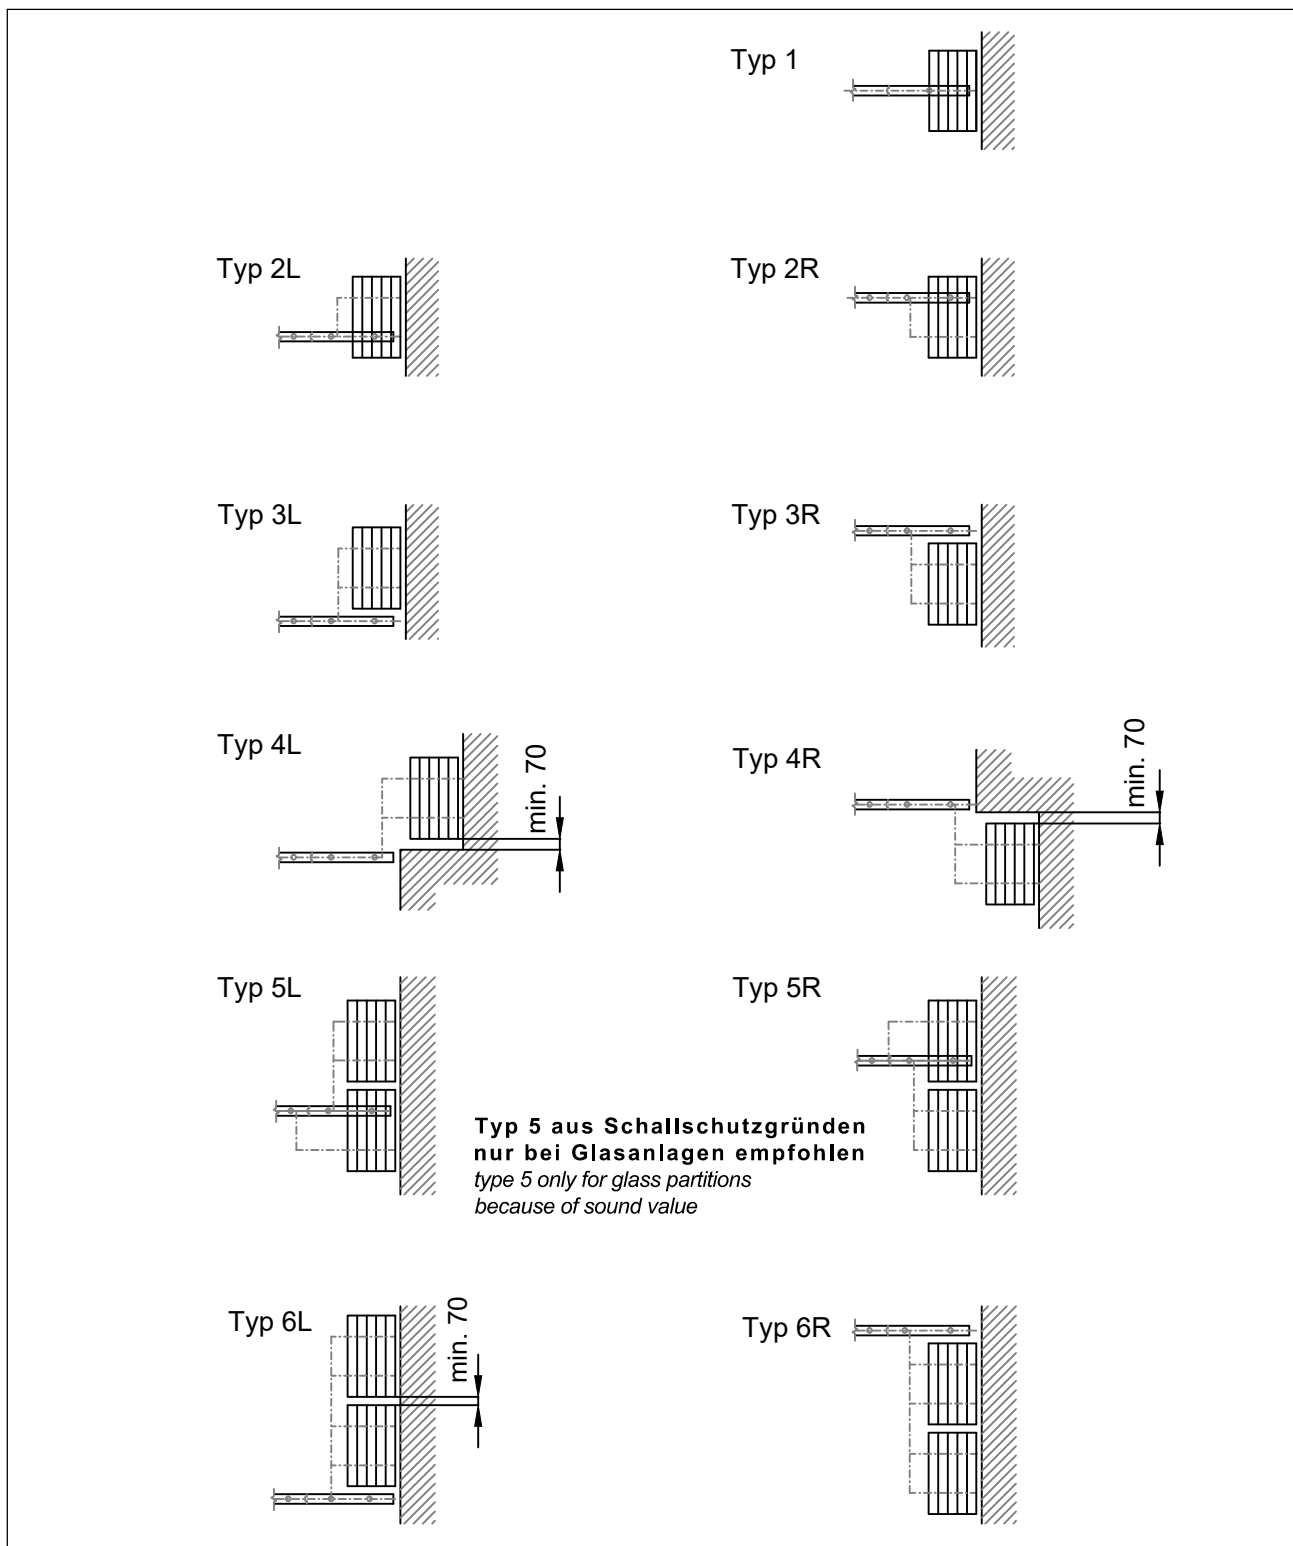 Typ 1
Typ 2L
Typ 2R
Typ 3L
Typ 3R
Typ 4L
min. 70
Typ 4R
min. 70
Typ 5L
Typ 5R
Typ 5 aus Schallschutzgründen
nur bei Glasanlagen empfohlen
type 5 only for glass partitions
because of sound value
Typ 6L
min. 70
Typ 6R